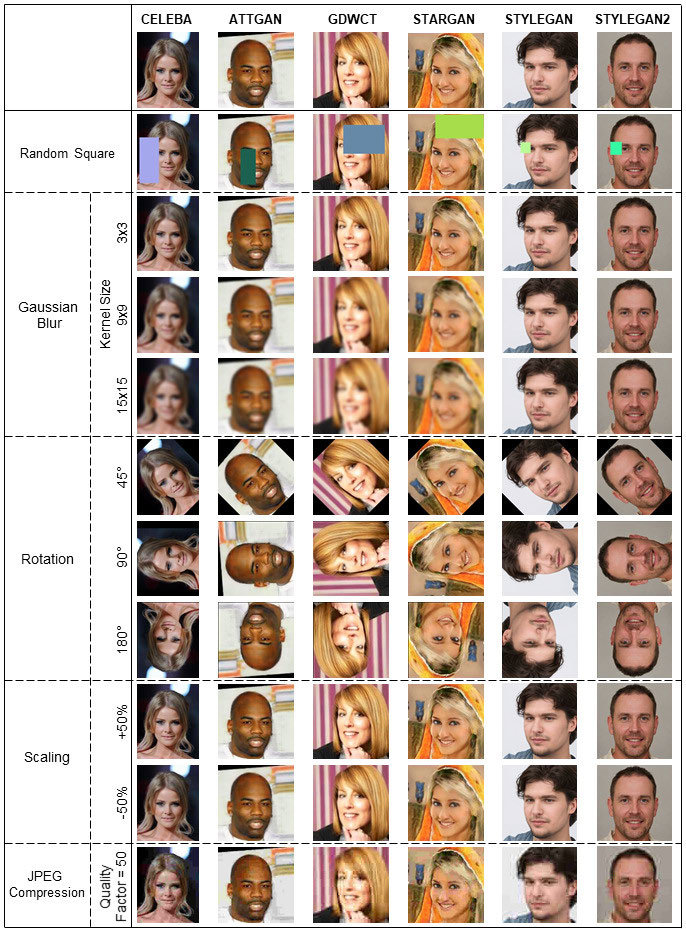 CELEBA ATTGAN GDWCT STARGAN STYLEGAN STYLEGAN2
Random Square
Gaussian
Blur
Kernel Size
3x3
9x9
15x15
Rotation
45°
90°
180°
Scaling
+50%
-50%
JPEG
Compression
Quality
Factor = 50